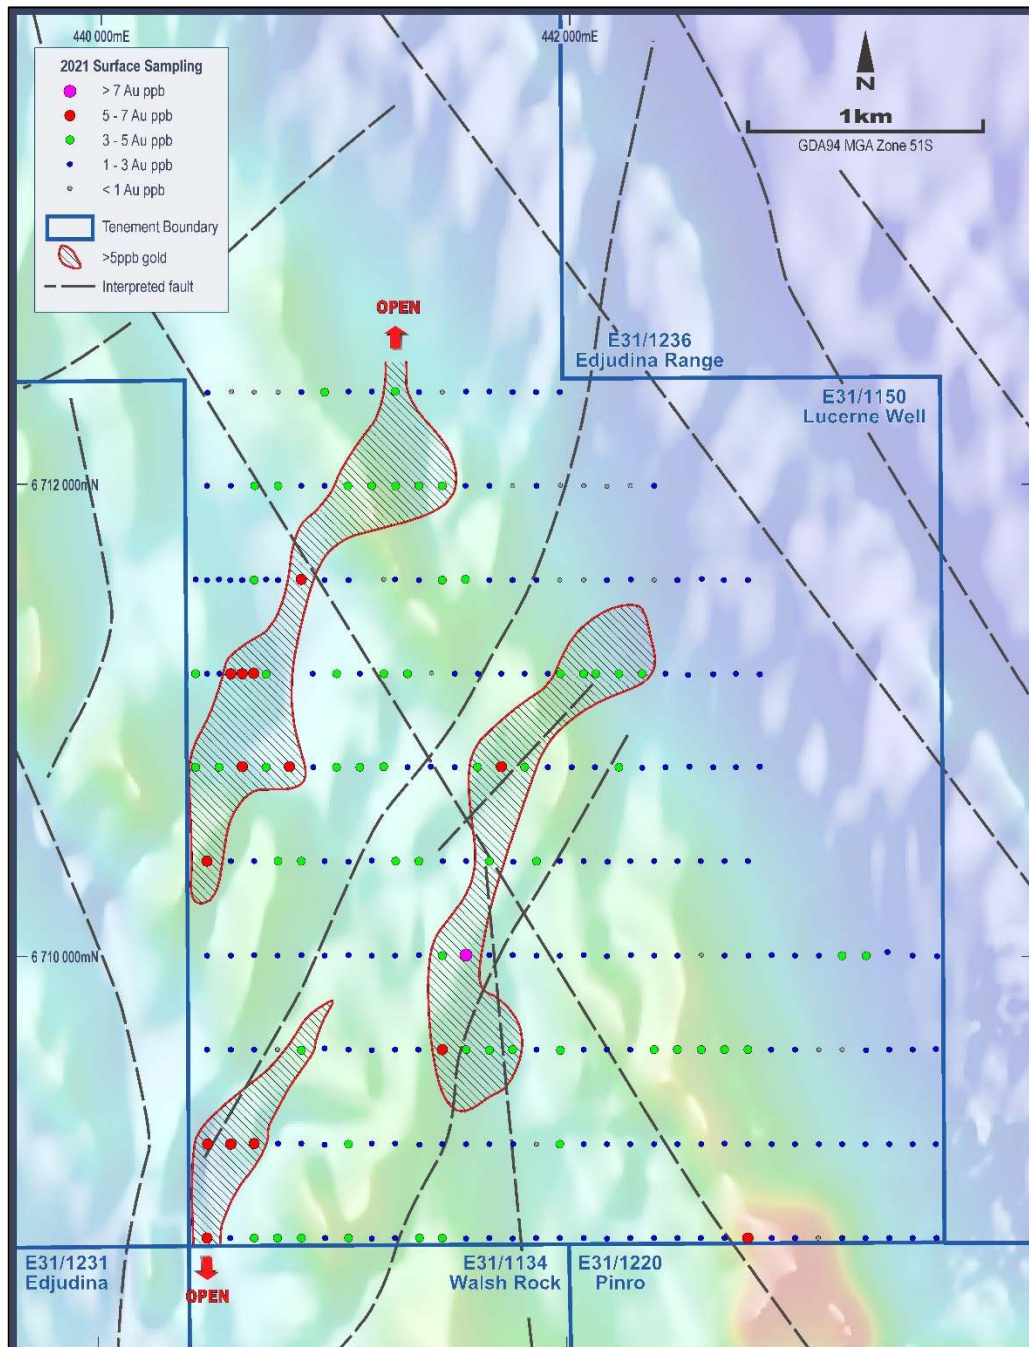 440 000mE
442 000mE
2021 Surface Sampling
> 7 Au ppb
5 - 7 Au ppb
3 - 5 Au ppb
1 - 3 Au ppb
< 1 Au ppb
Tenement Boundary
>5ppb gold
Interpreted fault
N
1km
GDA94 MGA Zone 51S
OPEN
E31/1236
Edjudina Range
E31/1150
Lucerne Well
6 712 000mN
6 710 000mN
E31/1231
Edjudina
OPEN
E31/1134
Walsh Rock
E31/1220
Pinro